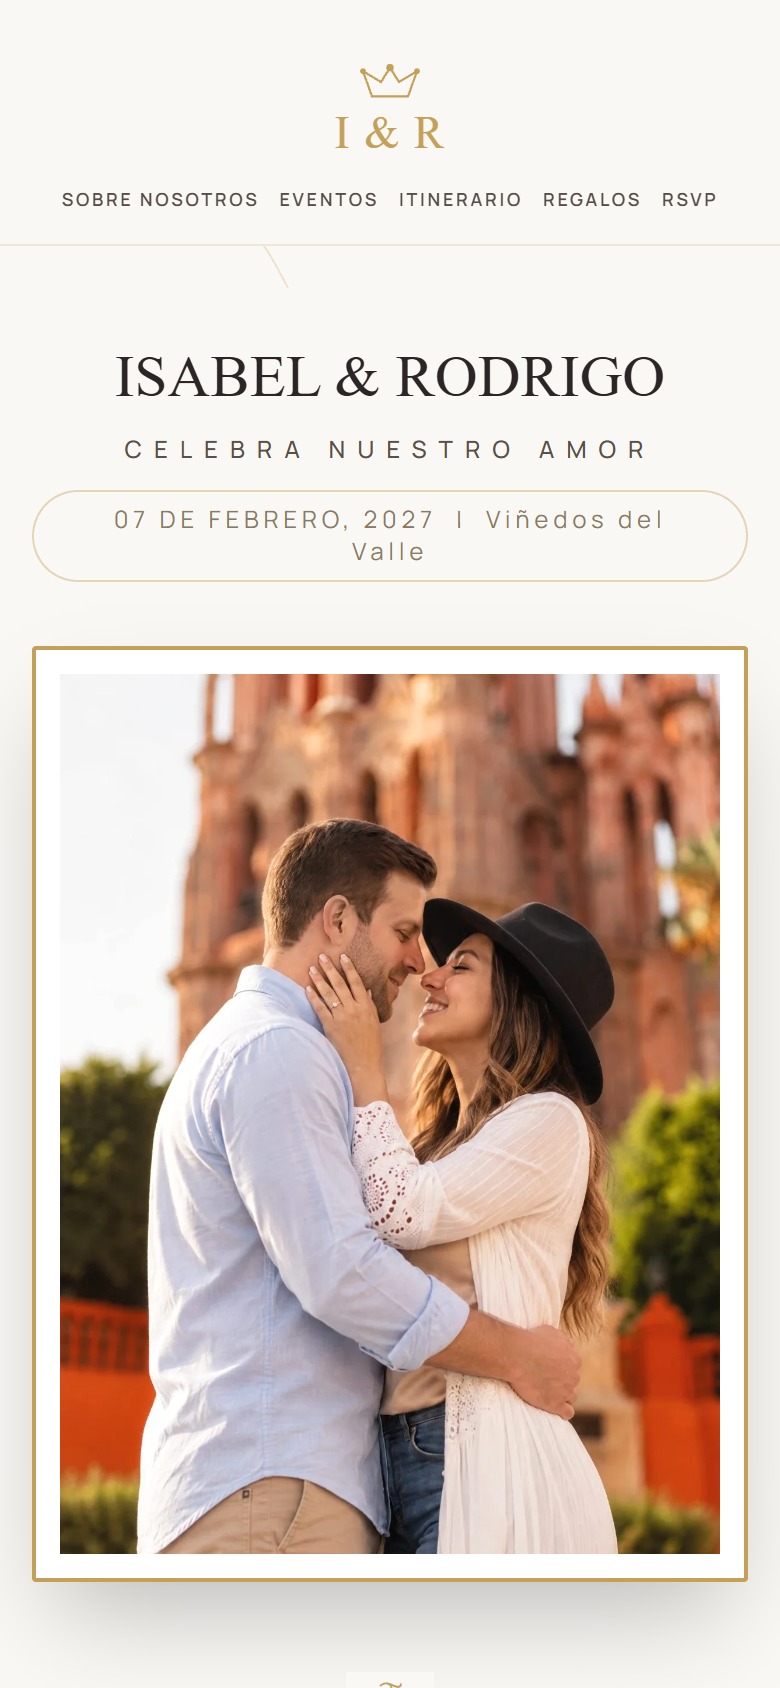 I & R
SOBRE NOSOTROS EVENTOS ITINERARIO REGALOS RSVP
ISABEL & RODRIGO
CELEBRA NUESTRO AMOR
07 DE FEBRERO, 2027 | Viñedos del
Valle